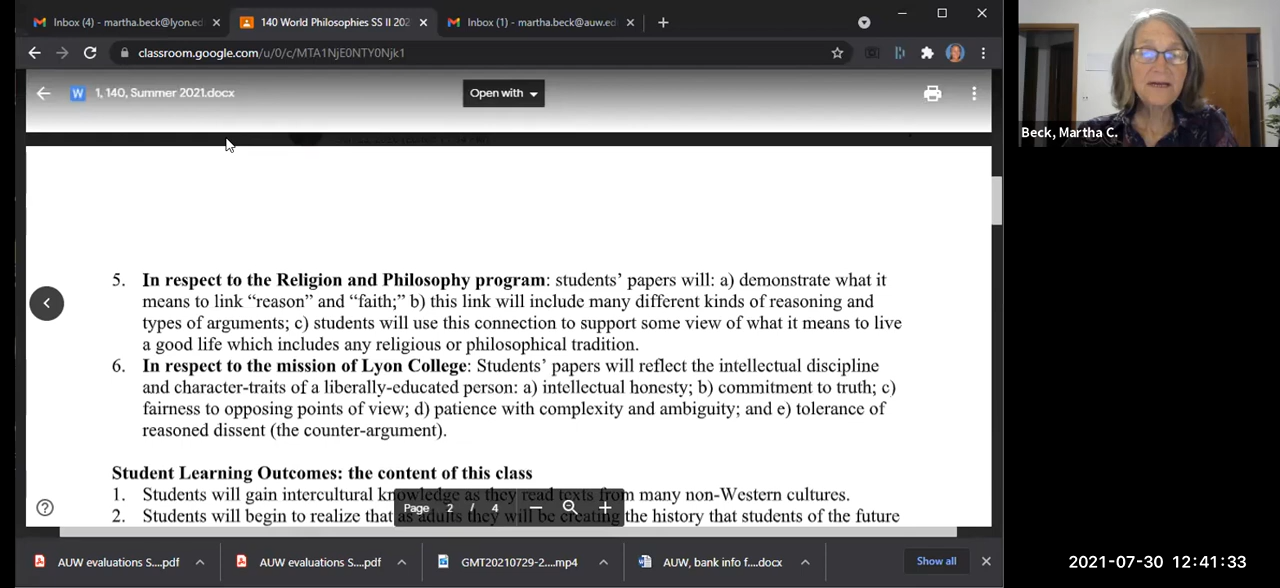 Inbox (4) - martha.beck@lyon.ed
140 World Philosophies SS II 202
Inbox (1) - martha.beck@auw.ed
classroom.google.com/u/0/c/MTA1NjE0NTY0Njk1
1, 140, Summer 2021.docx
Open with
Beck, Martha C.
5. In respect to the Religion and Philosophy program: students' papers will: a) demonstrate what it
means to link "reason" and "faith;" b) this link will include many different kinds of reasoning and
types of arguments; c) students will use this connection to support some view of what it means to live
a good life which includes any religious or philosophical tradition.
6. In respect to the mission of Lyon College: Students' papers will reflect the intellectual discipline
and character-traits of a liberally-educated person: a) intellectual honesty; b) commitment to truth; c)
fairness to opposing points of view; d) patience with complexity and ambiguity; and e) tolerance of
reasoned dissent (the counter-argument).
Student Learning Outcomes: the content of this class
1. Students will gain intercultural knowledge as they read texts from many non-Western cultures.
Page 2 / 4
2. Students will begin to realize that as adults they will be creating the history that students of the future
AUW evaluations S....pdf
AUW evaluations S....pdf
GMT20210729-2....mp4
AUW, bank info f....docx
Show all
2021-07-30 12:41:33